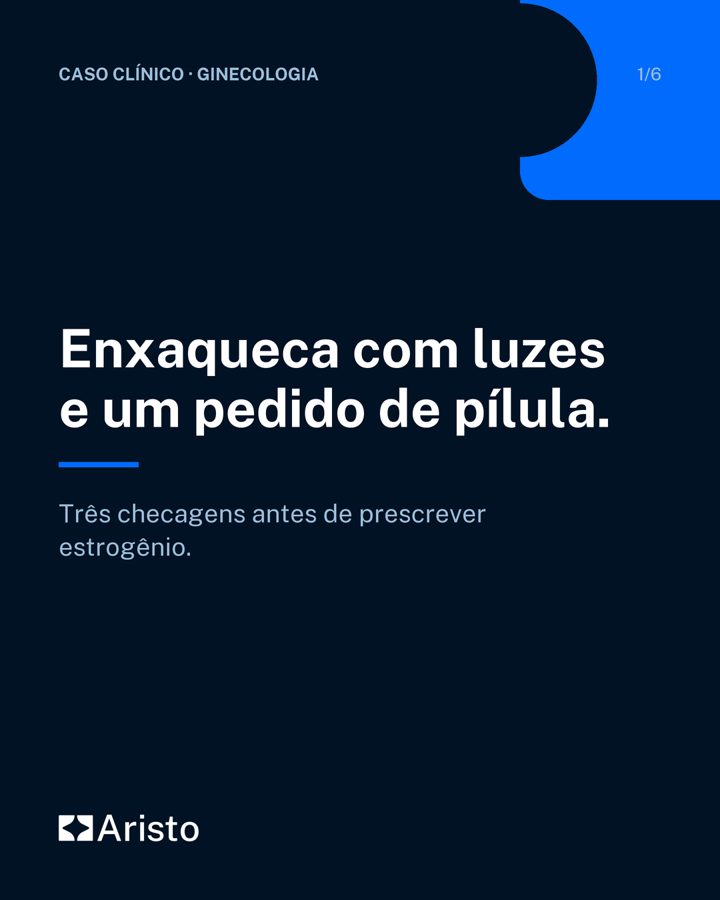 CASO CLÍNICO · GINECOLOGIA
1/6
Enxaqueca com luzes
e um pedido de pílula.
Três checagens antes de prescrever
estrogênio.
Aristo